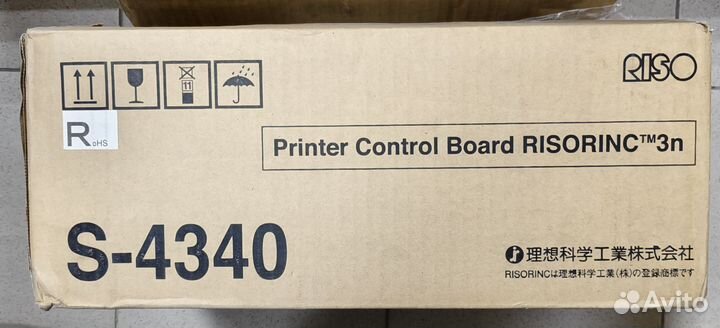 RISO
11
RoHS
Printer Control Board RISORINC™3n
S-4340
理想科学工業株式会社
RISORINCは理想科学工業(株)の登録商標です
Avito